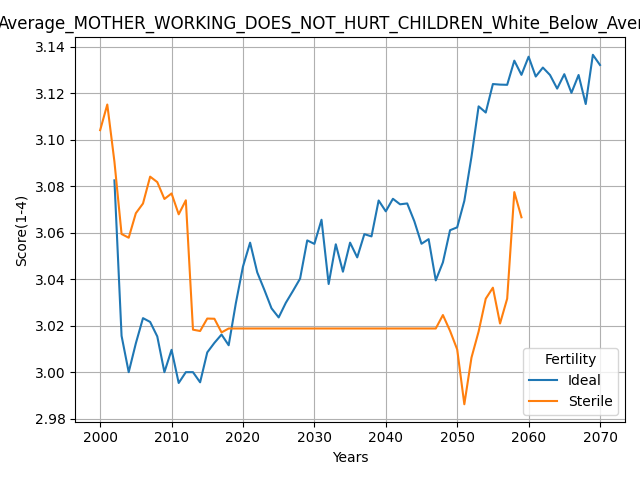 Average_MOTHER_WORKING_DOES_NOT_HURT_CHILDREN_White_Below_Aver
3.14
3.12
3.10
3.08
3.06
3.04
3.02
3.00
2.98
Score(1-4)
Fertility
Ideal
Sterile
2000 2010 2020 2030 2040 2050 2060 2070
Years